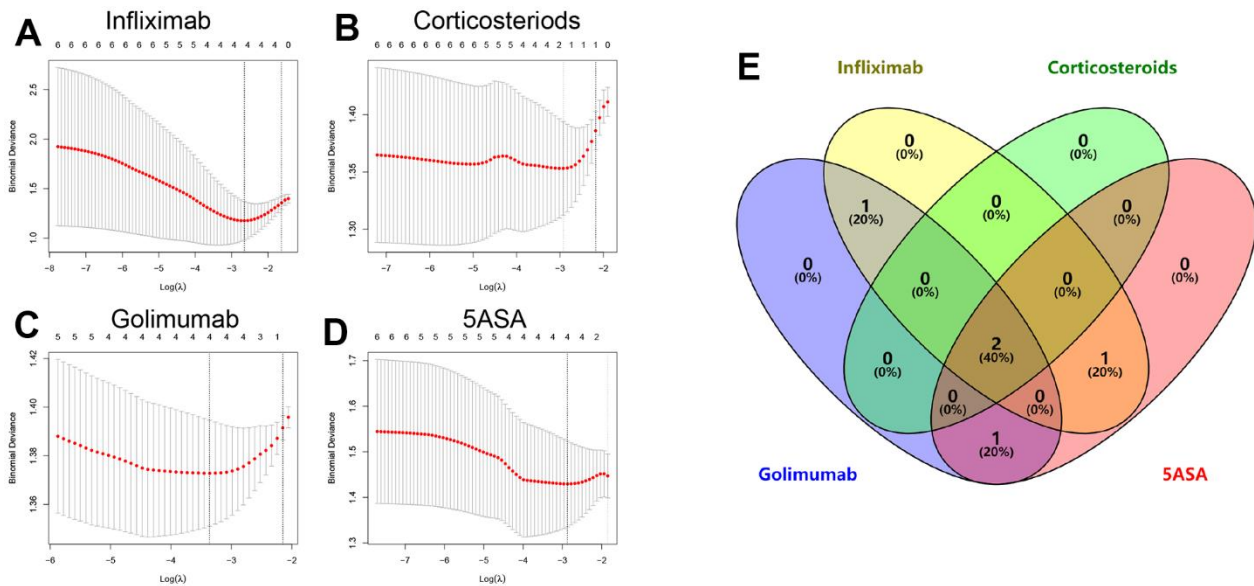 A
Infliximab
6 6 6 6 6 6 6 6 6 5 4 4 4 4 4 0
Binomial Deviance
2.5
2.0
1.5
1.0
−8 −7 −6 −5 −4 −3 −2
Log(λ)
B
Corticosteriods
6 6 6 6 6 6 6 5 5 5 4 4 2 1 1 0
Binomial Deviance
1.40
1.35
1.30
−7 −6 −5 −4 −3 −2
Log(λ)
C
Golimumab
5 5 5 5 4 4 4 4 4 4 4 4 3 1
Binomial Deviance
1.42
1.40
1.38
1.36
−6 −5 −4 −3 −2
Log(λ)
D
5ASA
6 6 6 6 6 5 5 5 5 4 4 4 4 2
Binomial Deviance
1.7
1.6
1.5
1.4
1.3
−7 −6 −5 −4 −3 −2
Log(λ)
E
Infliximab
Corticosteroids
0
(0%)
0
(0%)
1
(20%)
0
(0%)
0
(0%)
0
(0%)
0
(0%)
0
(0%)
0
(0%)
2
(40%)
0
(0%)
1
(20%)
0
(0%)
0
(0%)
1
(20%)
Golimumab
5ASA